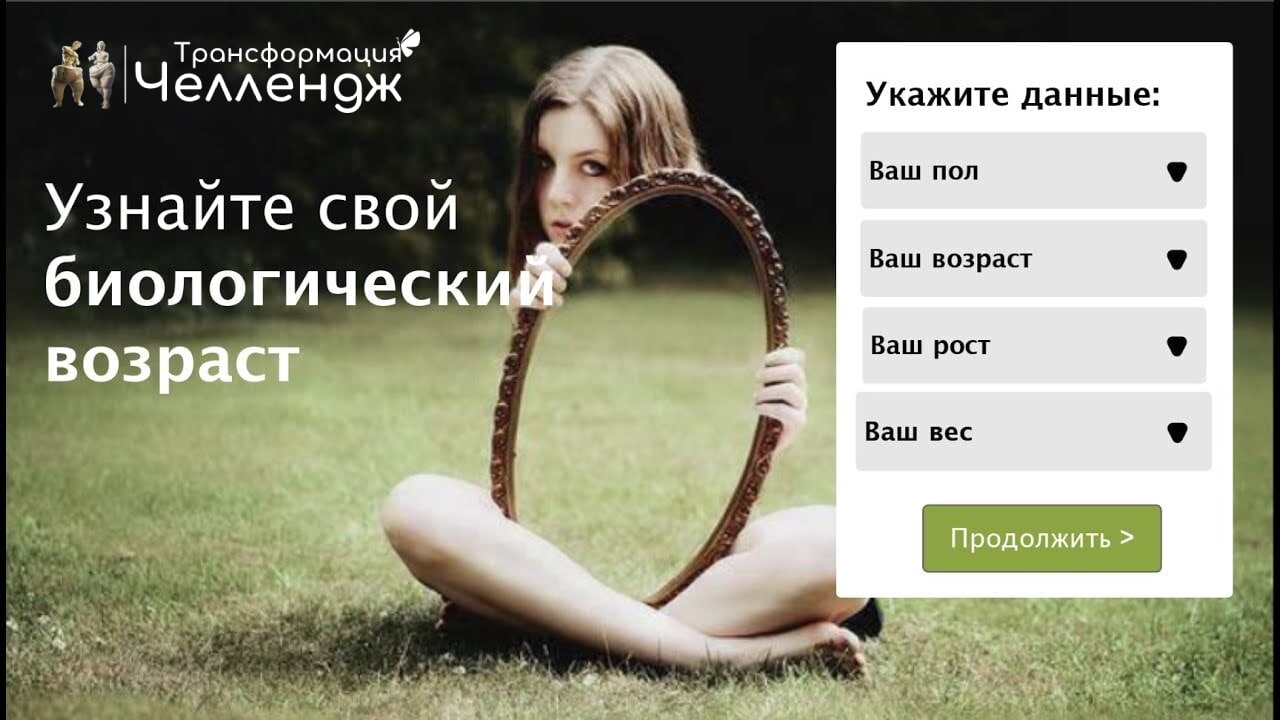 Трансформация
Челлендж
Узнайте свой
биологический
возраст
Укажите данные:
Ваш пол
Ваш возраст
Ваш рост
Ваш вес
Продолжить >